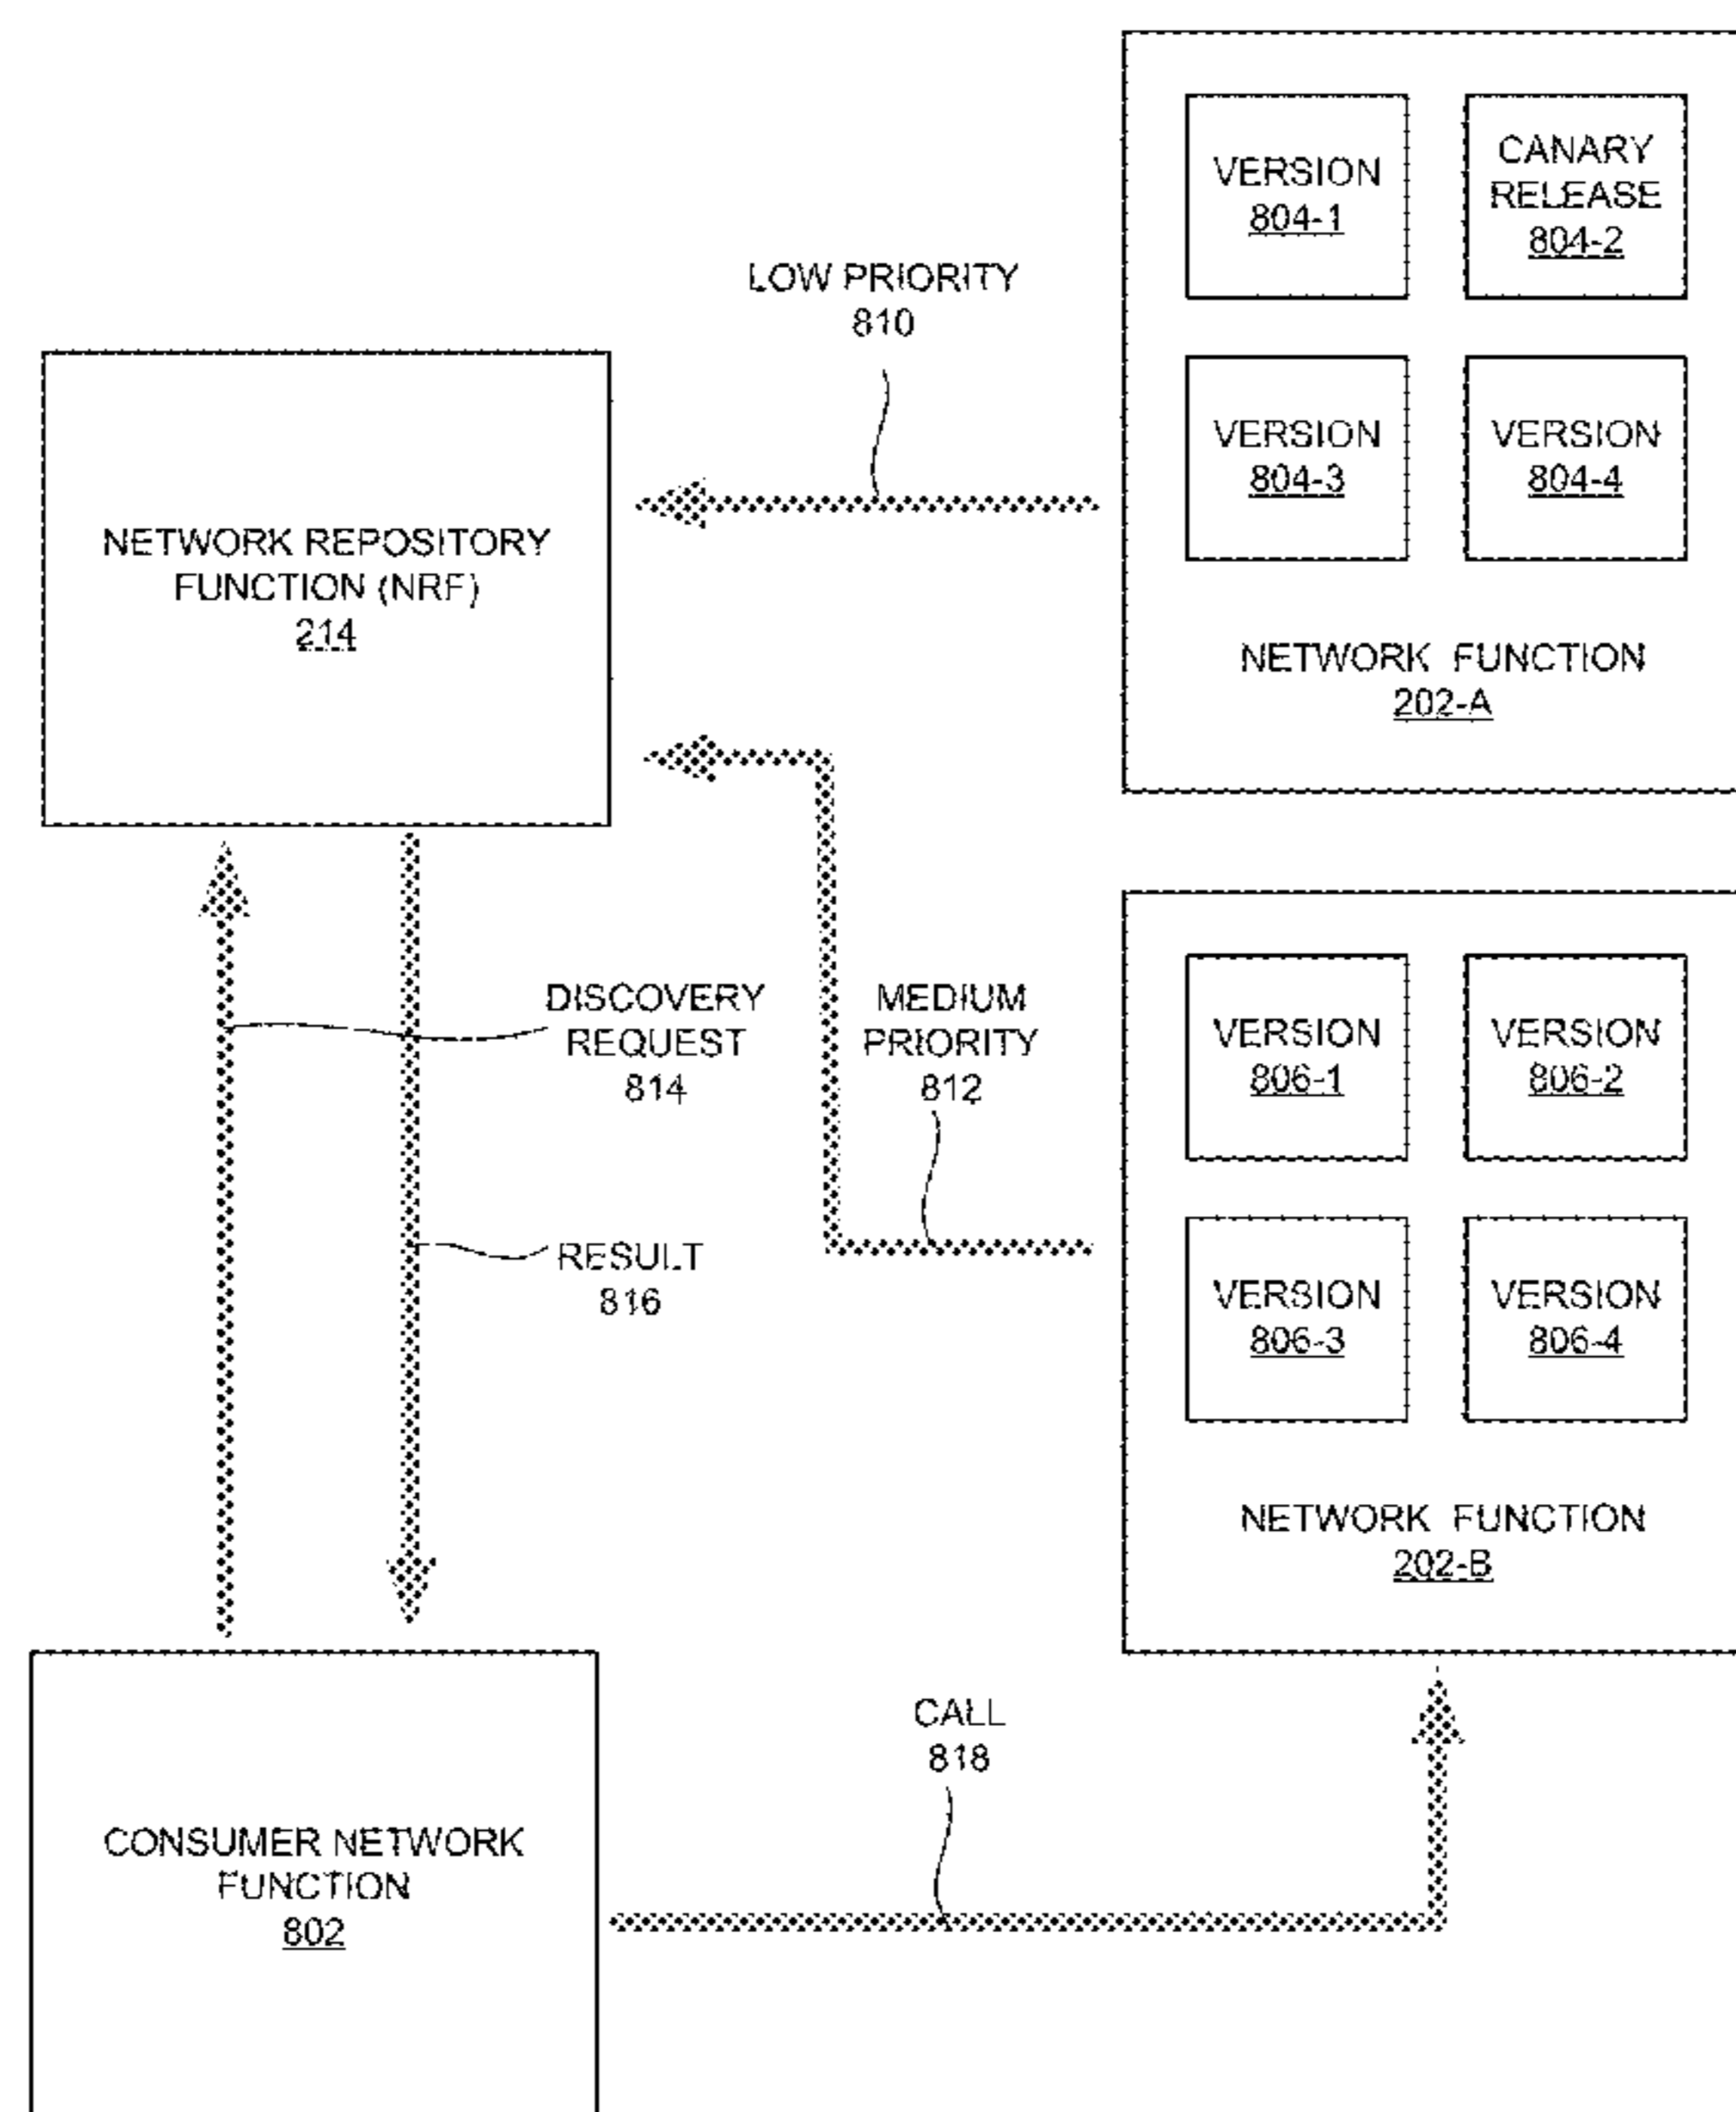 VERSION
804-1
CANARY
RELEASE
804-2
LOW PRIORITY
810
VERSION
804-3
VERSION
804-4
NETWORK REPOSITORY
FUNCTION (NRF)
214
NETWORK FUNCTION
202-A
DISCOVERY
REQUEST
814
MEDIUM
PRIORITY
812
VERSION
806-1
VERSION
806-2
RESULT
816
VERSION
806-3
VERSION
806-4
NETWORK FUNCTION
202-B
CALL
818
CONSUMER NETWORK
FUNCTION
802